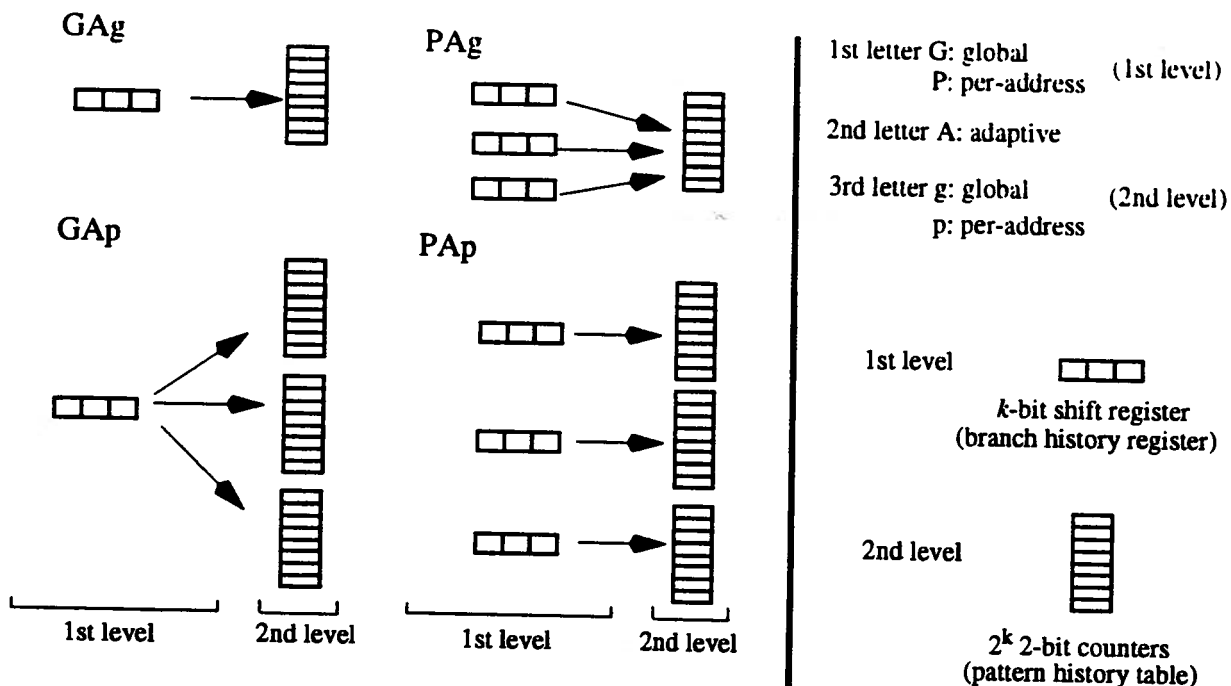 GAg
PAg
GAp
PAp
1st level
2nd level
1st level
2nd level
1st letter G: global
P: per-address
(1st level)
2nd letter A: adaptive
3rd letter g: global
p: per-address
(2nd level)
1st level
k-bit shift register
(branch history register)
2nd level
2^k 2-bit counters
(pattern history table)